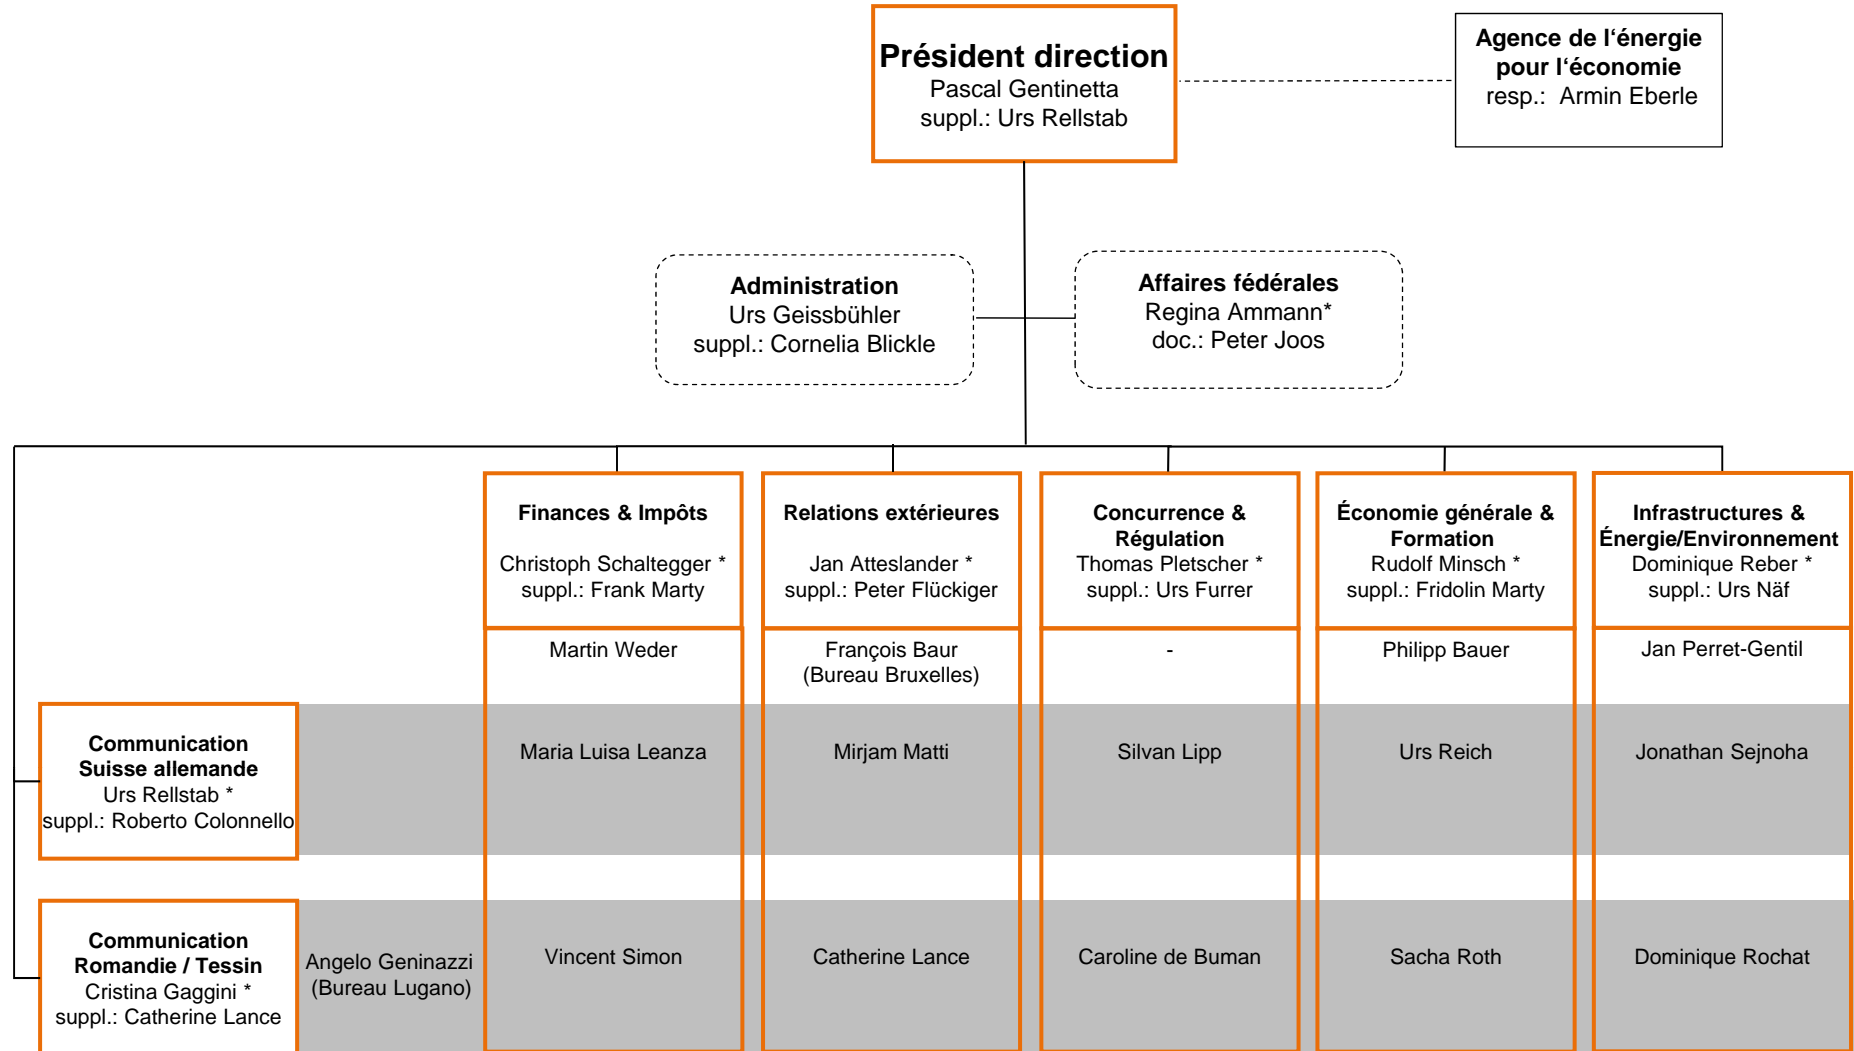 Président direction
Pascal Gentinetta
suppl.: Urs Rellstab
Agence de l‘énergie
pour l‘économie
resp.:  Armin Eberle
Administration
Urs Geissbühler
suppl.: Cornelia Blickle
Affaires fédérales
Regina Ammann*
doc.: Peter Joos
Finances & Impôts
Christoph Schaltegger *
suppl.: Frank Marty
Relations extérieures
Jan Atteslander *
suppl.: Peter Flückiger
Concurrence &
Régulation
Thomas Pletscher *
suppl.: Urs Furrer
Économie générale &
Formation
Rudolf Minsch *
suppl.: Fridolin Marty
Infrastructures &
Énergie/Environnement
Dominique Reber *
suppl.: Urs Näf
Martin Weder
François Baur
(Bureau Bruxelles)
-
Philipp Bauer
Jan Perret-Gentil
Communication
Suisse allemande
Urs Rellstab *
suppl.: Roberto Colonnello
Maria Luisa Leanza
Mirjam Matti
Silvan Lipp
Urs Reich
Jonathan Sejnoha
Communication
Romandie / Tessin
Cristina Gaggini *
suppl.: Catherine Lance
Angelo Geninazzi
(Bureau Lugano)
Vincent Simon
Catherine Lance
Caroline de Buman
Sacha Roth
Dominique Rochat